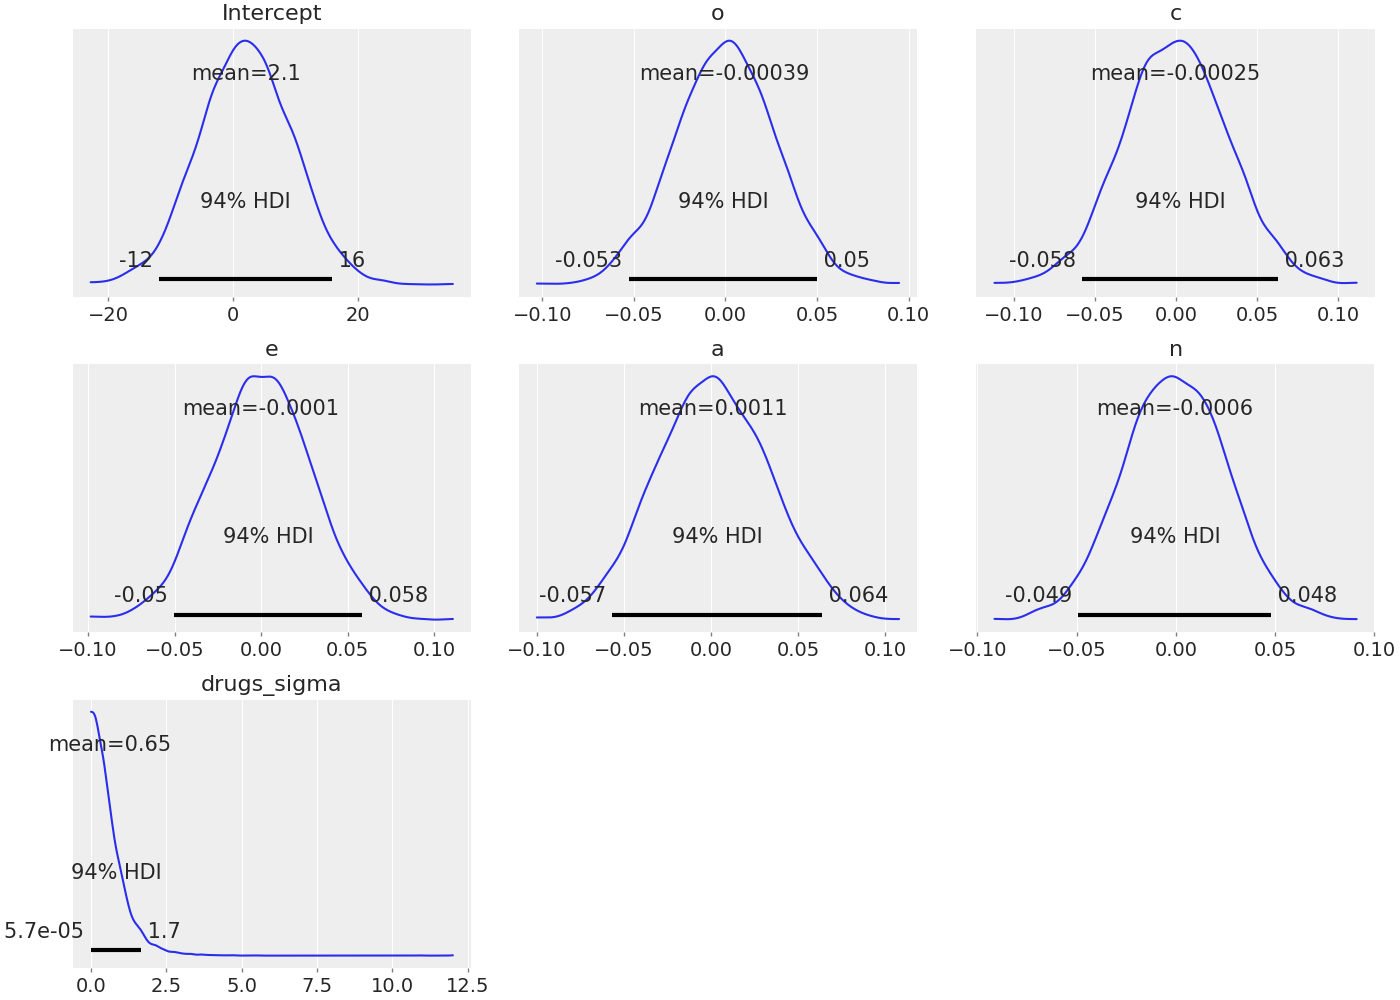 Intercept
o
c
mean=2.1
mean=-0.00039
mean=-0.00025
94% HDI
94% HDI
94% HDI
-12
16
-0.053
0.05
-0.058
0.063
−20
0
20
−0.10
−0.05
0.00
0.05
0.10
−0.10
−0.05
0.00
0.05
0.10
e
a
n
mean=-0.0001
mean=0.0011
mean=-0.0006
94% HDI
94% HDI
94% HDI
-0.05
0.058
-0.057
0.064
-0.049
0.048
−0.10
−0.05
0.00
0.05
0.10
−0.10
−0.05
0.00
0.05
0.10
−0.10
−0.05
0.00
0.05
0.10
drugs_sigma
mean=0.65
94% HDI
5.7e-05
1.7
0.0
2.5
5.0
7.5
10.0
12.5